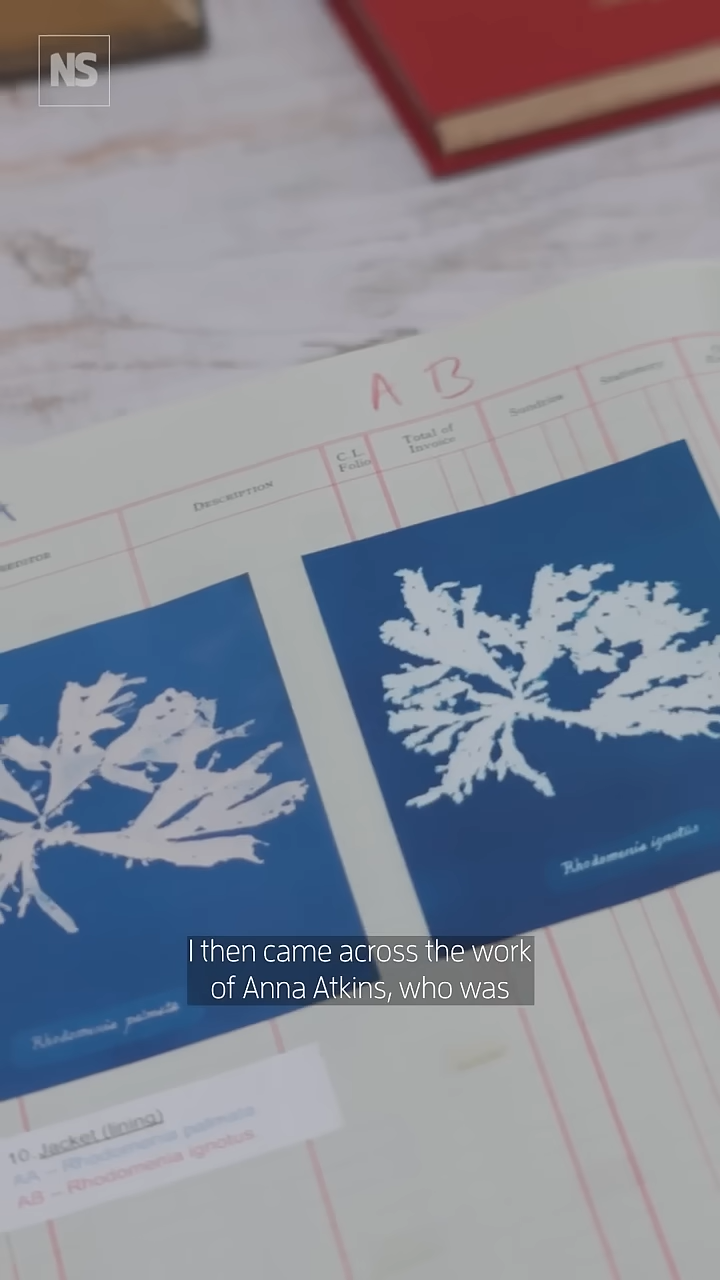 NS
A B
DESCRIPTION
C. L.
Folio
Total of
Invoice
Sundries
Stationery
Rhodomenia ignotus
I then came across the work
of Anna Atkins, who was
Rhodomenia palmata
10. Jacket (lining)
AA – Rhodomenia palmata
AB – Rhodomenia ignotus